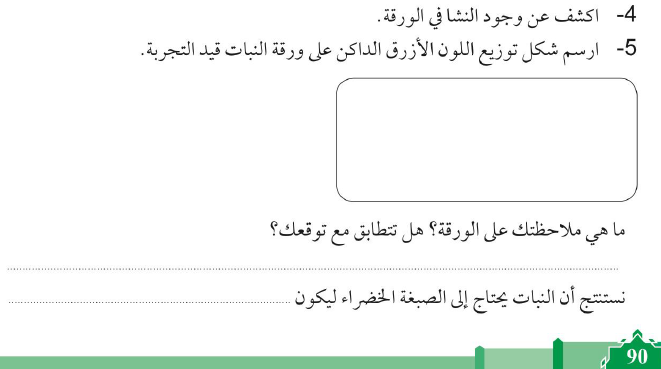 4- اكشف عن وجود النشا في الورقة.
5- ارسم شكل توزيع اللون الأزرق الداكن على ورقة النبات قيد التجربة.
ما هي ملاحظتك على الورقة؟ هل تتطابق مع توقعك؟
نستنتج أن النبات يحتاج إلى الصبغة الخضراء ليكون
90